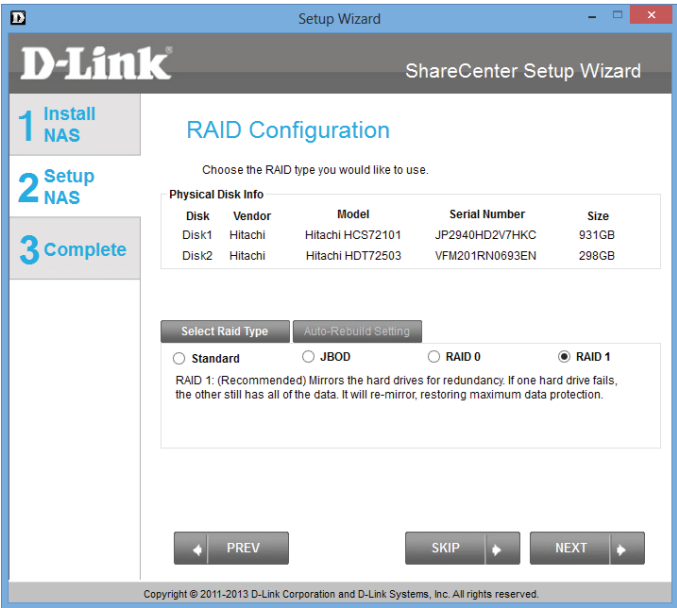 D
Setup Wizard
D-Link®
ShareCenter Setup Wizard
1 Install
NAS
2 Setup
NAS
3 Complete
RAID Configuration
Choose the RAID type you would like to use.
Physical Disk Info
Disk Vendor Model Serial Number Size
Disk1 Hitachi Hitachi HCS72101 JP2940HD2V7HKC 931GB
Disk2 Hitachi Hitachi HDT72503 VFM201RN0693EN 298GB
Select Raid Type Auto-Rebuild Setting
Standard JBOD RAID 0 RAID 1
RAID 1: (Recommended) Mirrors the hard drives for redundancy. If one hard drive fails,
the other still has all of the data. It will re-mirror, restoring maximum data protection.
PREV SKIP NEXT
Copyright © 2011-2013 D-Link Corporation and D-Link Systems, Inc. All rights reserved.